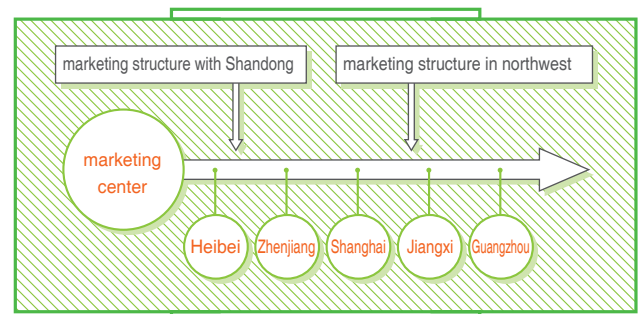 marketing structure with Shandong
marketing structure in northwest
marketing
center
Heibei
Zhenjiang
Shanghai
Jiangxi
Guangzhou